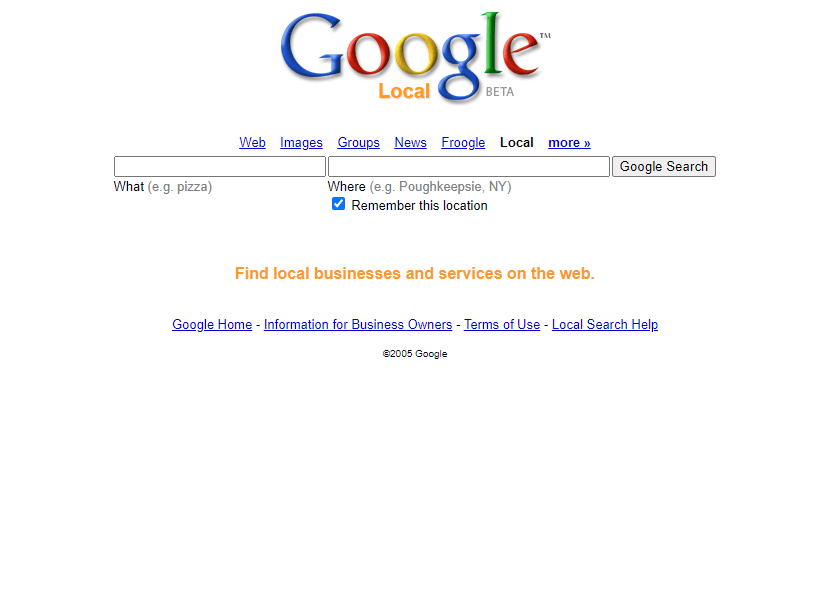 Google™
Local BETA
Web Images Groups News Froogle Local more »
Google Search
What (e.g. pizza) Where (e.g. Poughkeepsie, NY)
Remember this location
Find local businesses and services on the web.
Google Home - Information for Business Owners - Terms of Use - Local Search Help
©2005 Google